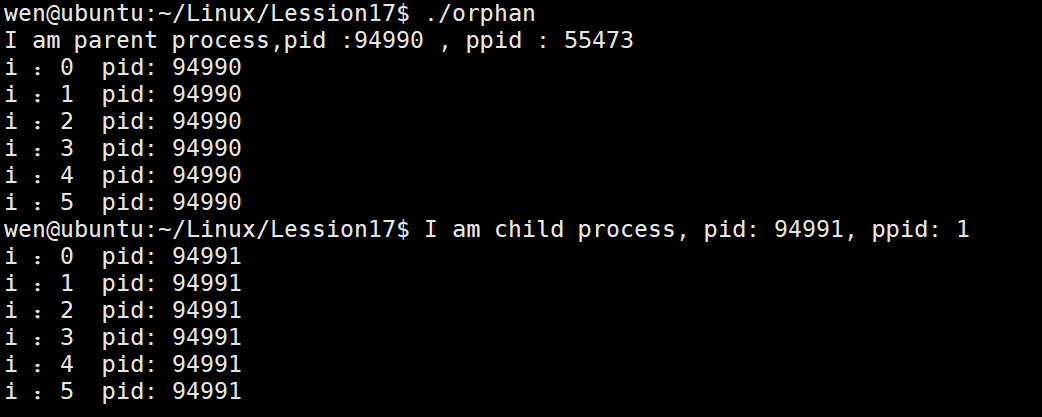 wen@ubuntu:~/Linux/Lession17$ ./orphan
I am parent process,pid :94990 , ppid : 55473
i : 0  pid: 94990
i : 1  pid: 94990
i : 2  pid: 94990
i : 3  pid: 94990
i : 4  pid: 94990
i : 5  pid: 94990
wen@ubuntu:~/Linux/Lession17$ I am child process, pid: 94991, ppid: 1
i : 0  pid: 94991
i : 1  pid: 94991
i : 2  pid: 94991
i : 3  pid: 94991
i : 4  pid: 94991
i : 5  pid: 94991